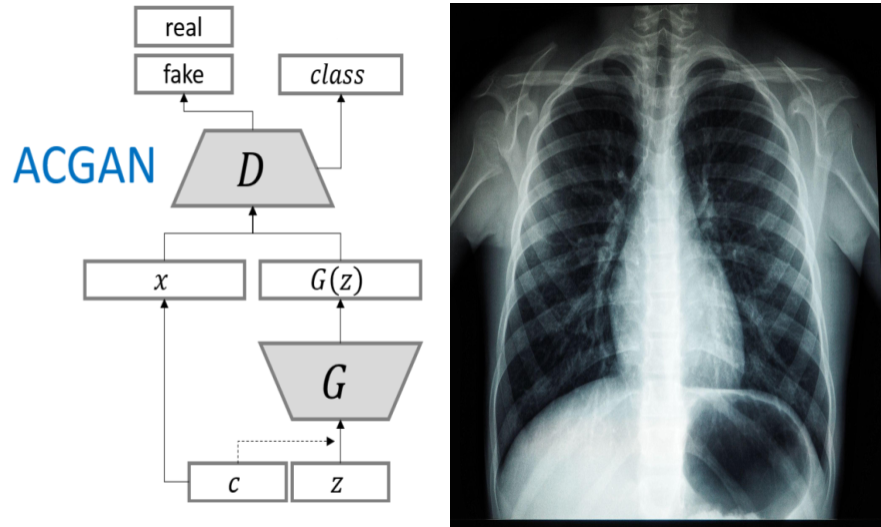 real
fake
class
ACGAN
D
x
G(z)
G
c
z